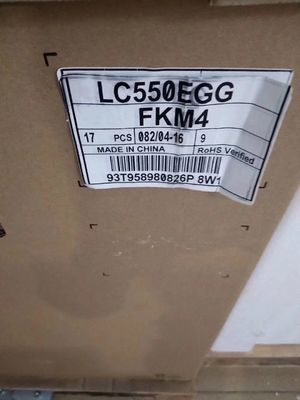 LC550EGG
FKM4
17 PCS 082/04-16 9
MADE IN CHINA RoHS Verified
93T958980826P 8W1